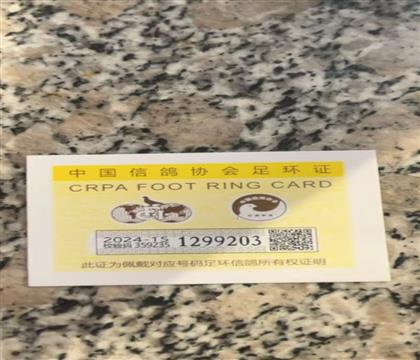 中国信鸽协会足环证
CRPA FOOT RING CARD
2024-14 1299203
此证为佩戴对应号码足环信鸽所有权证明